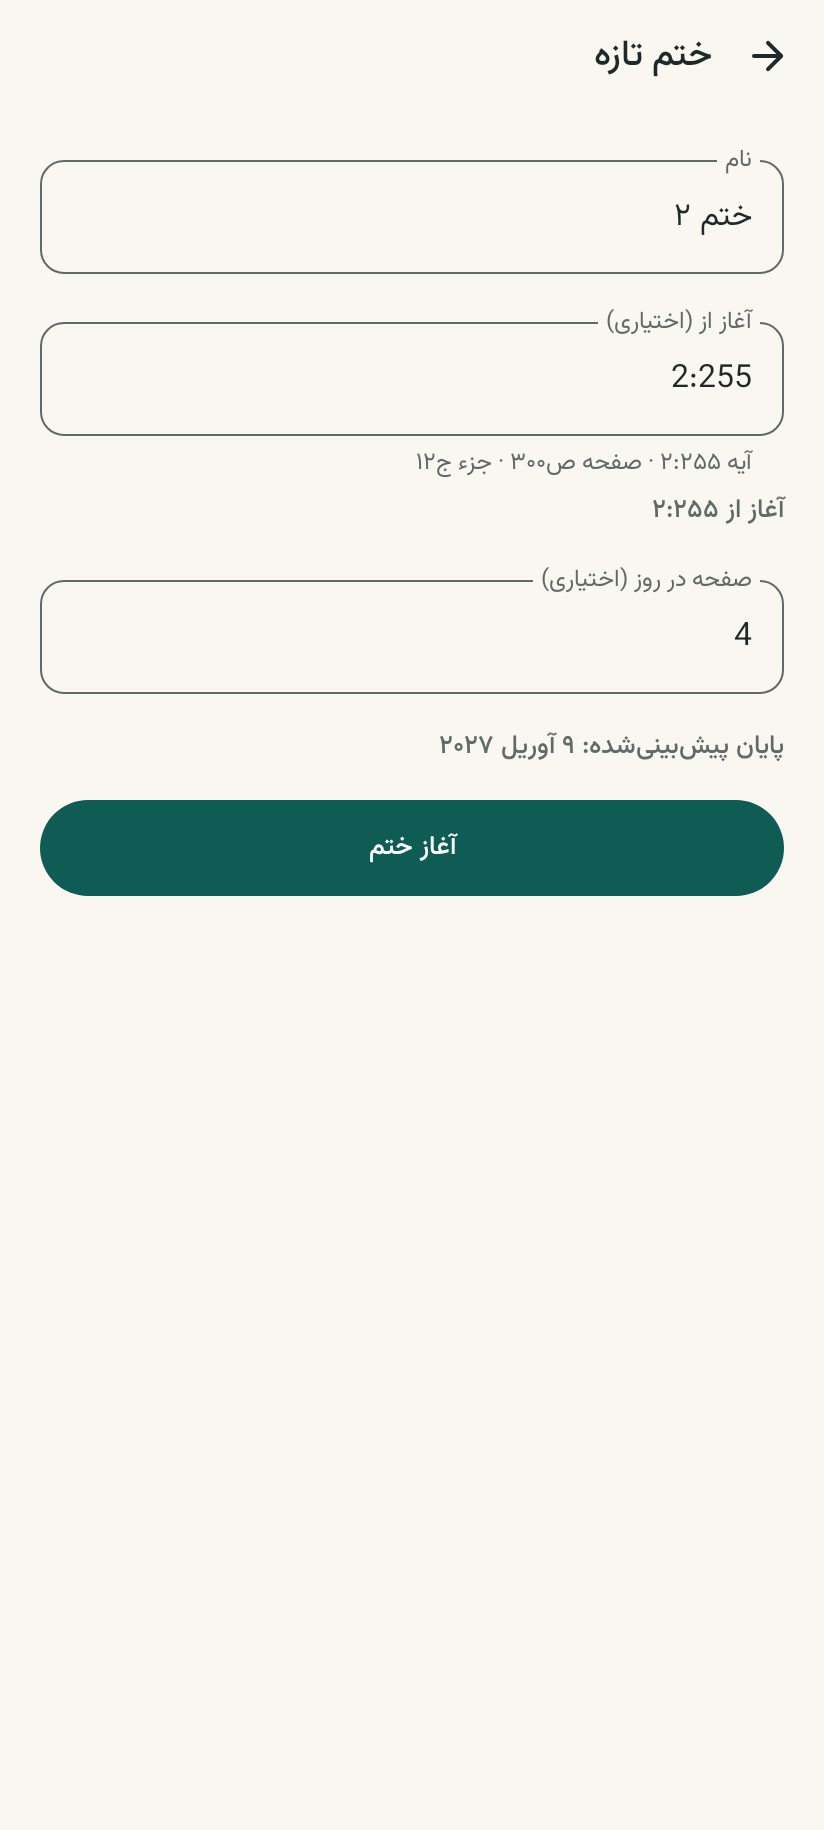 ختم تازه
نام
ختم ۲
آغاز از (اختیاری)
2:255
آیه ۲:۲۵۵ · صفحه ص۳۰۰ · جزء ج۱۲
آغاز از ۲:۲۵۵
صفحه در روز (اختیاری)
4
پایان پیش‌بینی‌شده: ۹ آوریل ۲۰۲۷
آغاز ختم